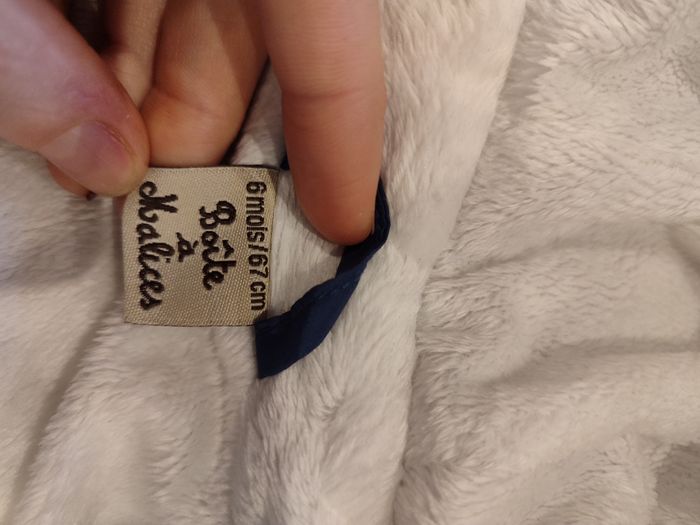 6 mois / 67 cm
Boîte
à
Malices